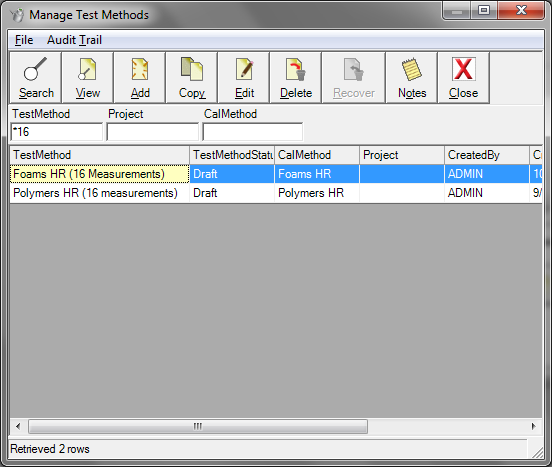 Manage Test Methods
File Audit Trail
Search View Add Copy Edit Delete Recover Notes Close
TestMethod Project CalMethod
*16
TestMethod TestMethodStatu CalMethod Project CreatedBy C
Foams HR (16 Measurements) Draft Foams HR ADMIN 10
Polymers HR (16 measurements) Draft Polymers HR ADMIN 9/
Retrieved 2 rows